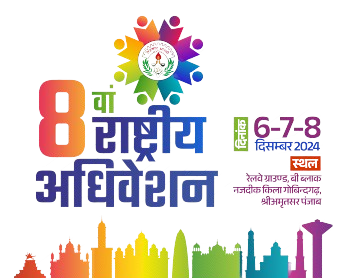 8 वां
राष्ट्रीय
अधिवेशन
दिनांक
6-7-8
दिसम्बर 2024
स्थल
रेलवे ग्राउण्ड, बी ब्लाक
नजदीक किला गोबिन्दगढ़,
श्रीअमृतसर पंजाब